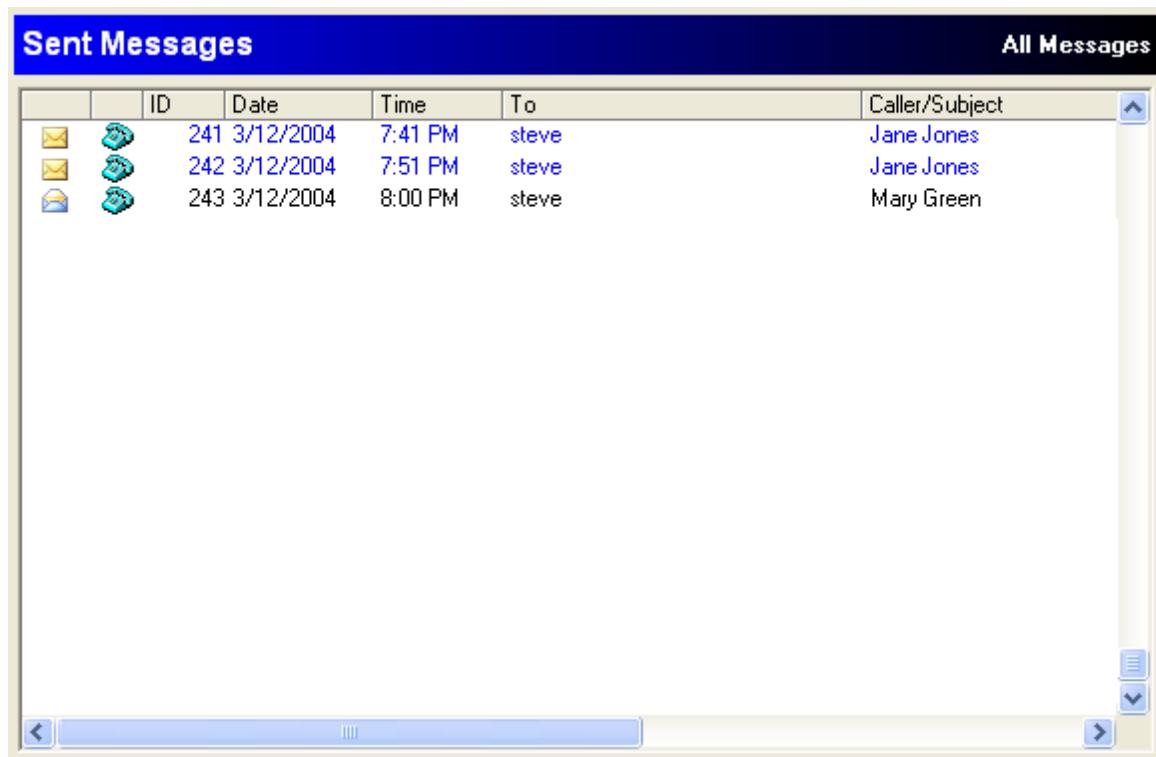 Sent Messages All Messages
ID Date Time To Caller/Subject
241 3/12/2004 7:41 PM steve Jane Jones
242 3/12/2004 7:51 PM steve Jane Jones
243 3/12/2004 8:00 PM steve Mary Green